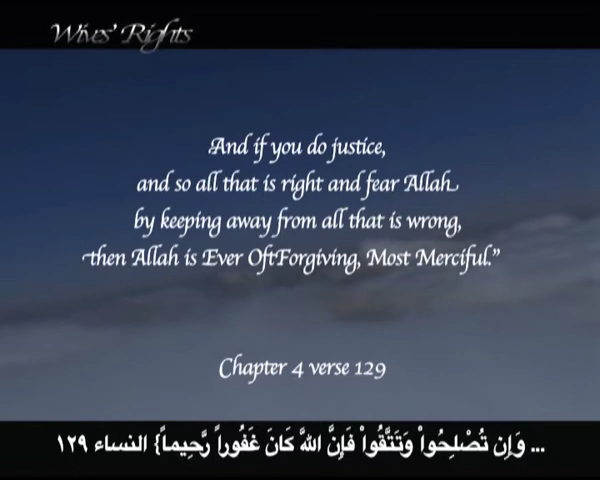 Wives' Rights
And if you do justice,
and so all that is right and fear Allah
by keeping away from all that is wrong,
then Allah is Ever OftForgiving, Most Merciful."
Chapter 4 verse 129
... وَإِن تُصْلِحُواْ وَتَتَّقُواْ فَإِنَّ اللَّهَ كَانَ غَفُوراً رَّحِيماً} النساء ١٢٩